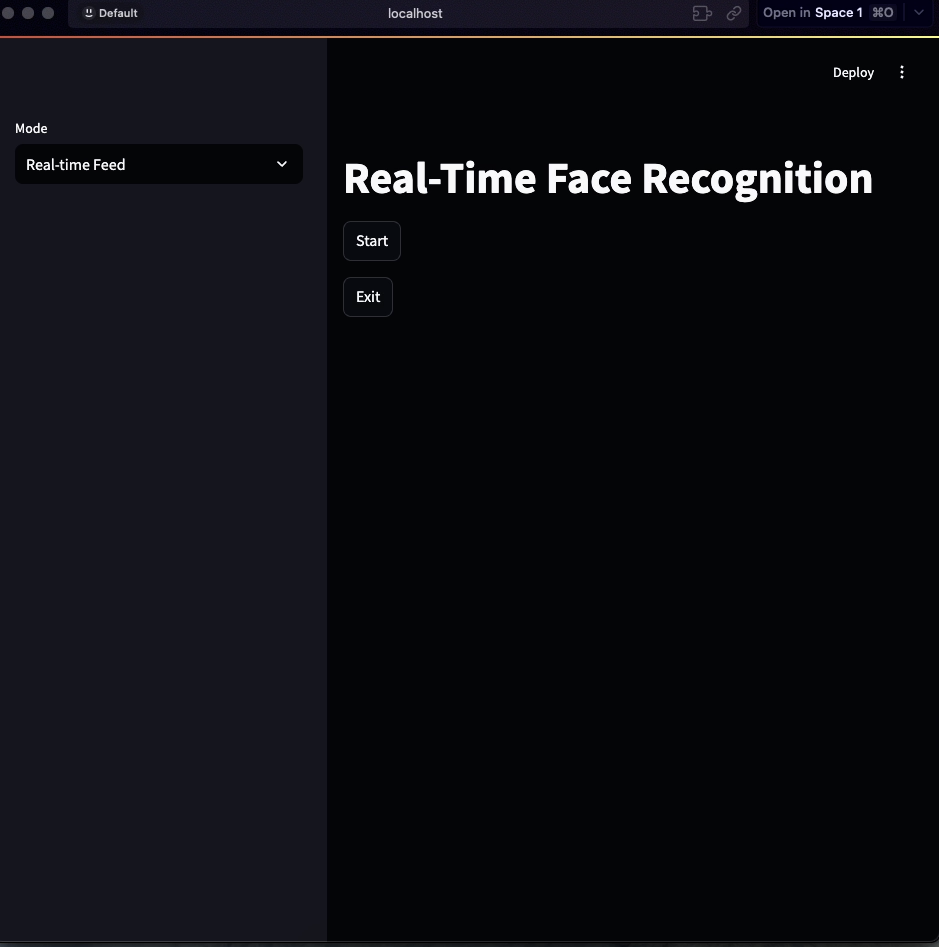 Default
localhost
Open in Space 1 ⌘O
Deploy
Mode
Real-time Feed
Real-Time Face Recognition
Start
Exit